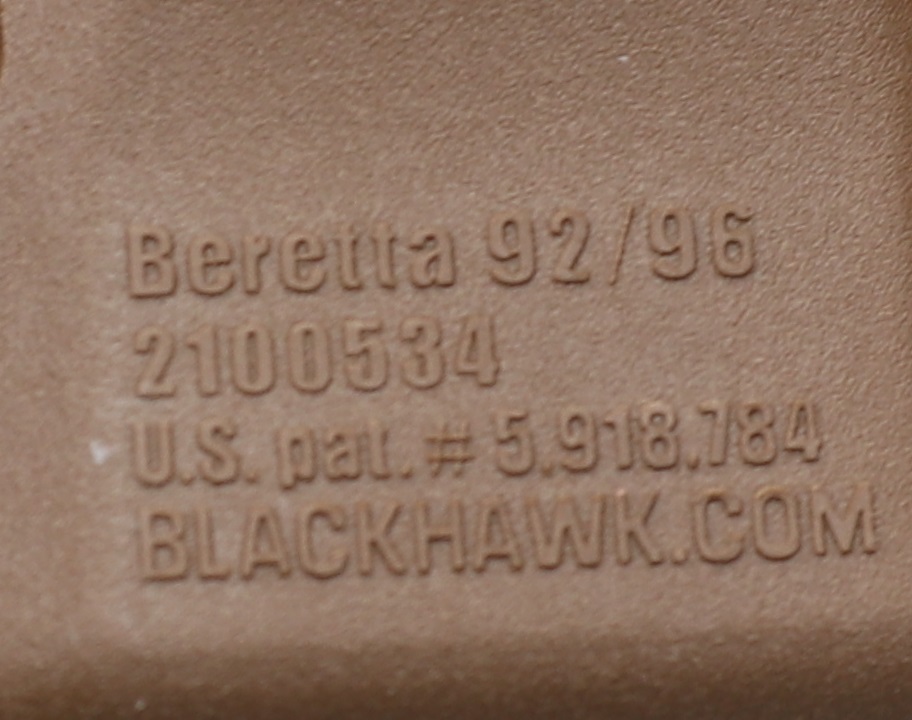 Beretta 92/96
2100534
U.S. pat.# 5.918.784
BLACKHAWK.COM